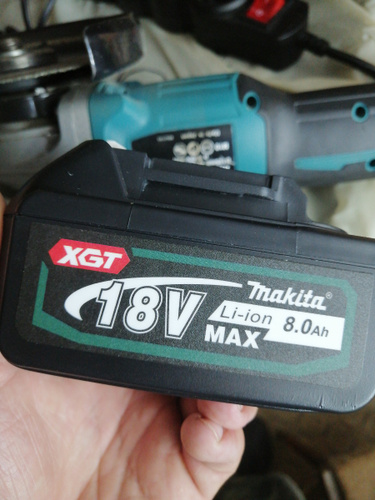 XGT
makita®
18V
Li-ion 8.0Ah
MAX